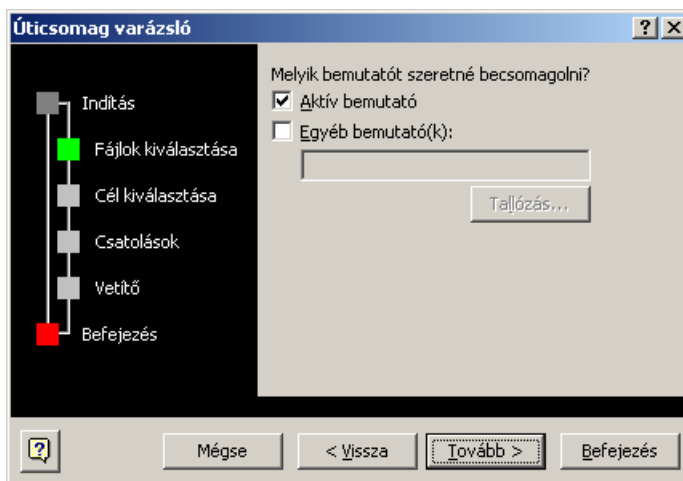 Úticsomag varázsló
Indítás
Fájlok kiválasztása
Cél kiválasztása
Csatolások
Vetítő
Befejezés
Melyik bemutatót szeretné becsomagolni?
Aktív bemutató
Egyéb bemutató(k):
Tallózás...
Mégse
< Vissza
Tovább >
Befejezés